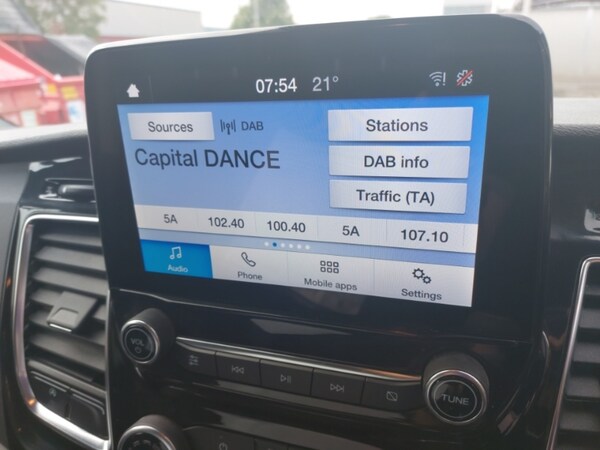 07:54 21°
Sources DAB Stations
Capital DANCE DAB info
Traffic (TA)
5A 102.40 100.40 5A 107.10
Audio Phone Mobile apps Settings
VOL
TUNE